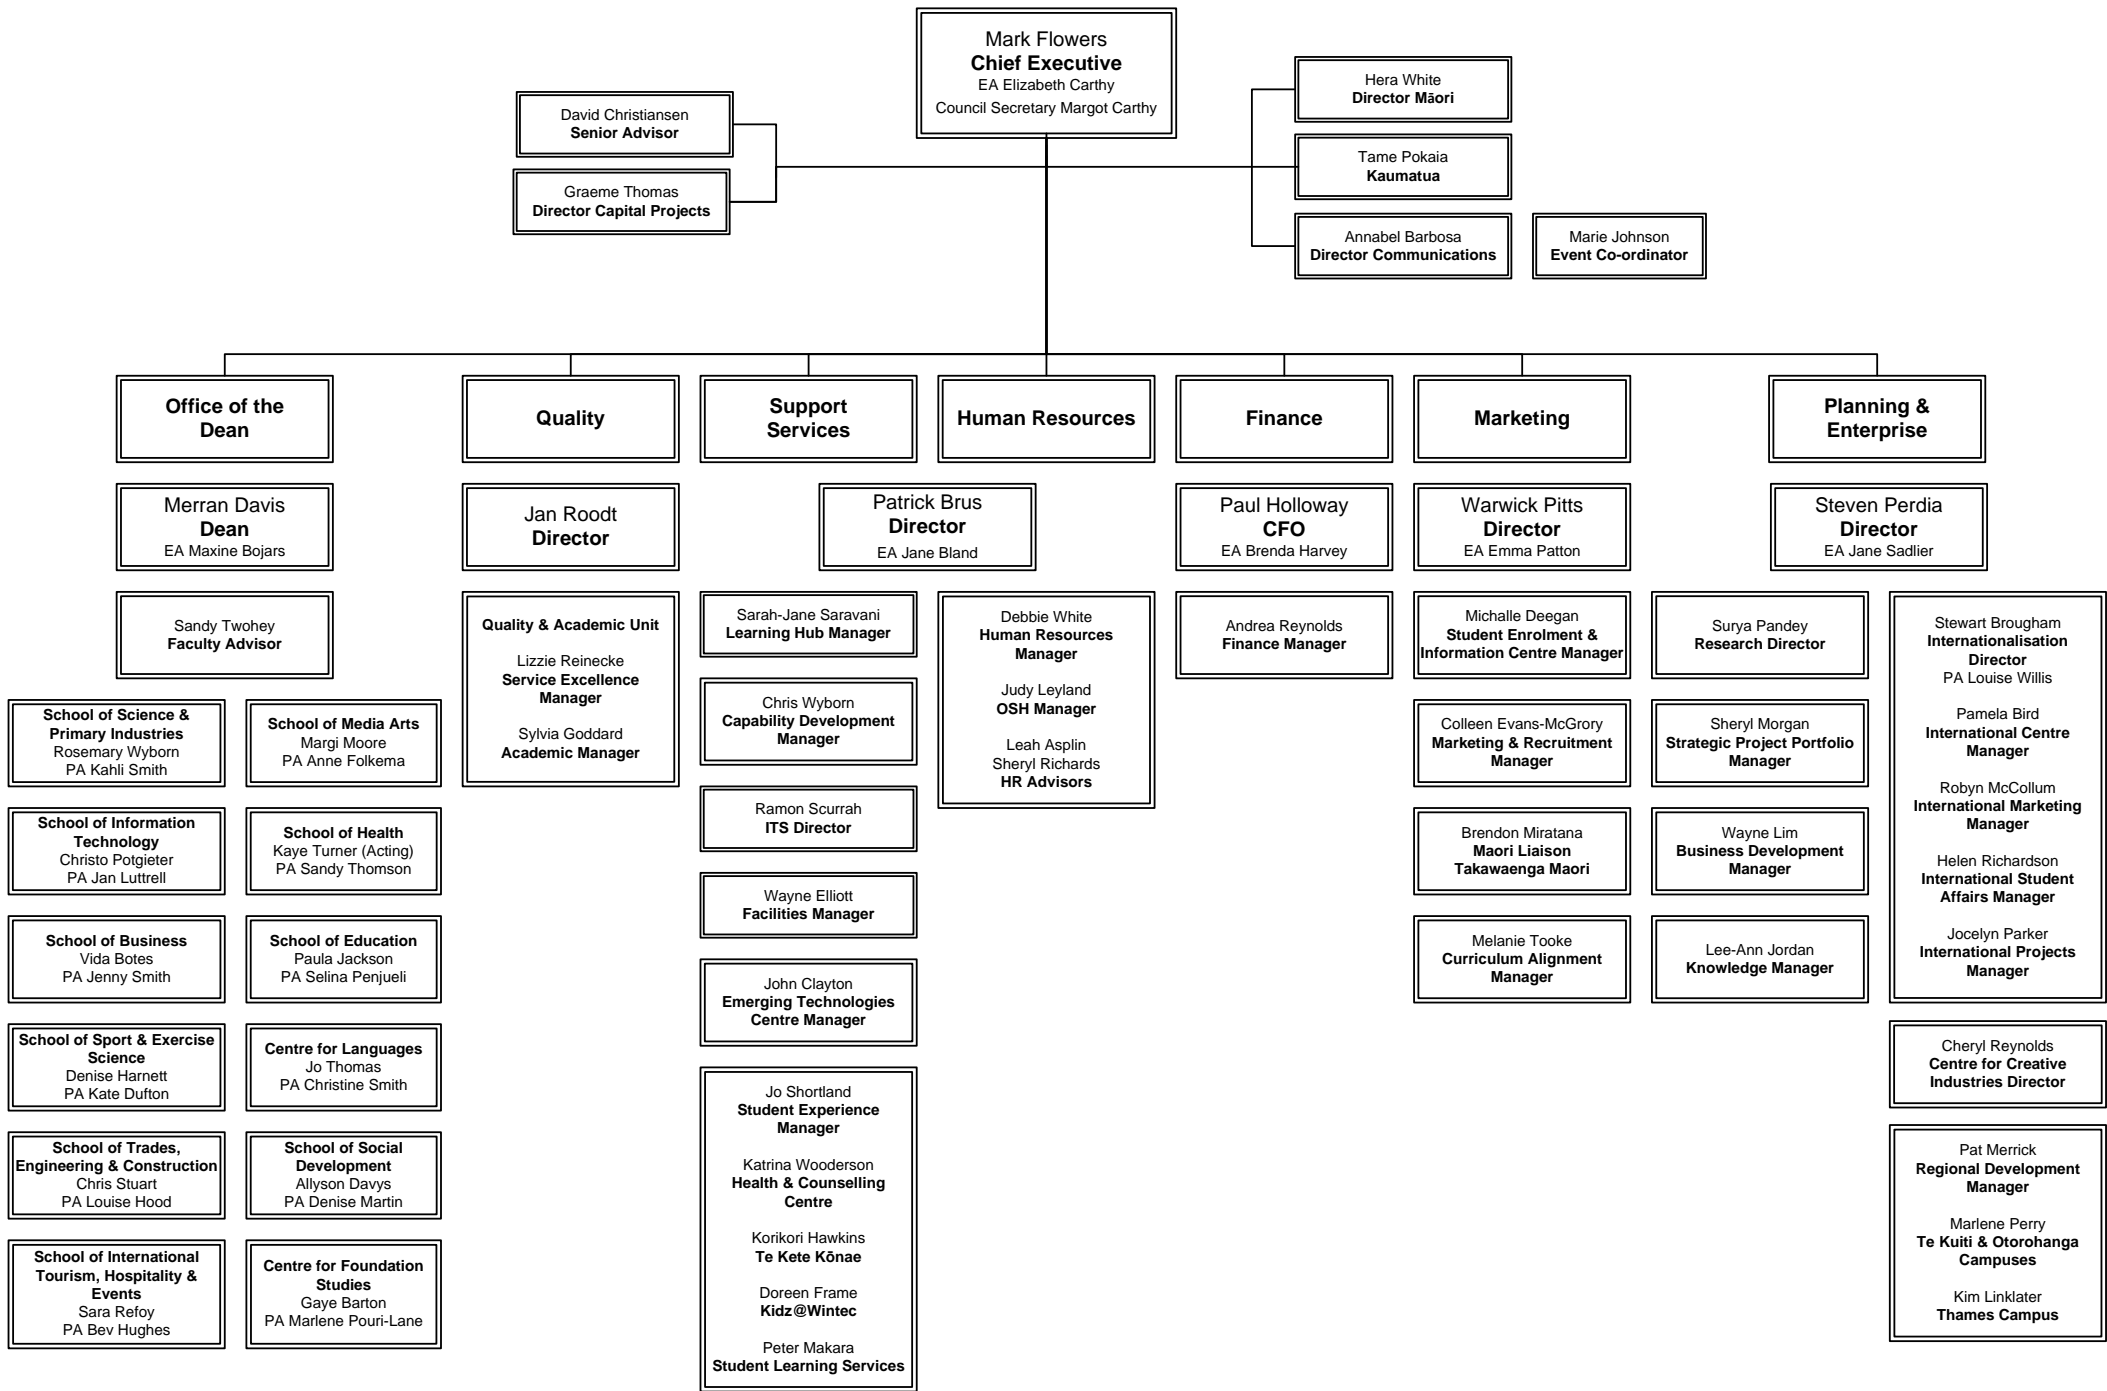 Mark Flowers
Chief Executive
EA Elizabeth Carthy
Council Secretary Margot Carthy
David Christiansen
Senior Advisor
Graeme Thomas
Director Capital Projects
Hera White
Director Māori
Tame Pokaia
Kaumatua
Annabel Barbosa
Director Communications
Marie Johnson
Event Co-ordinator
Office of the
Dean
Quality
Support
Services
Human Resources
Finance
Marketing
Planning &
Enterprise
Merran Davis
Dean
EA Maxine Bojars
Jan Roodt
Director
Patrick Brus
Director
EA Jane Bland
Paul Holloway
CFO
EA Brenda Harvey
Warwick Pitts
Director
EA Emma Patton
Steven Perdia
Director
EA Jane Sadlier
Sandy Twohey
Faculty Advisor
School of Science &
Primary Industries
Rosemary Wyborn
PA Kahli Smith
School of Media Arts
Margi Moore
PA Anne Folkema
School of Information
Technology
Christo Potgieter
PA Jan Luttrell
School of Health
Kaye Turner (Acting)
PA Sandy Thomson
School of Business
Vida Botes
PA Jenny Smith
School of Education
Paula Jackson
PA Selina Penjueli
School of Sport & Exercise
Science
Denise Harnett
PA Kate Dufton
Centre for Languages
Jo Thomas
PA Christine Smith
School of Trades,
Engineering & Construction
Chris Stuart
PA Louise Hood
School of Social
Development
Allyson Davys
PA Denise Martin
School of International
Tourism, Hospitality &
Events
Sara Refoy
PA Bev Hughes
Centre for Foundation
Studies
Gaye Barton
PA Marlene Pouri-Lane
Quality & Academic Unit
Lizzie Reinecke
Service Excellence
Manager
Sylvia Goddard
Academic Manager
Sarah-Jane Saravani
Learning Hub Manager
Chris Wyborn
Capability Development
Manager
Ramon Scurrah
ITS Director
Wayne Elliott
Facilities Manager
John Clayton
Emerging Technologies
Centre Manager
Jo Shortland
Student Experience
Manager
Katrina Wooderson
Health & Counselling
Centre
Korikori Hawkins
Te Kete Kōnae
Doreen Frame
Kidz@Wintec
Peter Makara
Student Learning Services
Debbie White
Human Resources
Manager
Judy Leyland
OSH Manager
Leah Asplin
Sheryl Richards
HR Advisors
Andrea Reynolds
Finance Manager
Michalle Deegan
Student Enrolment &
Information Centre Manager
Colleen Evans-McGrory
Marketing & Recruitment
Manager
Brendon Miratana
Maori Liaison
Takawaenga Maori
Melanie Tooke
Curriculum Alignment
Manager
Surya Pandey
Research Director
Sheryl Morgan
Strategic Project Portfolio
Manager
Wayne Lim
Business Development
Manager
Lee-Ann Jordan
Knowledge Manager
Stewart Brougham
Internationalisation
Director
PA Louise Willis
Pamela Bird
International Centre
Manager
Robyn McCollum
International Marketing
Manager
Helen Richardson
International Student
Affairs Manager
Jocelyn Parker
International Projects
Manager
Cheryl Reynolds
Centre for Creative
Industries Director
Pat Merrick
Regional Development
Manager
Marlene Perry
Te Kuiti & Otorohanga
Campuses
Kim Linklater
Thames Campus